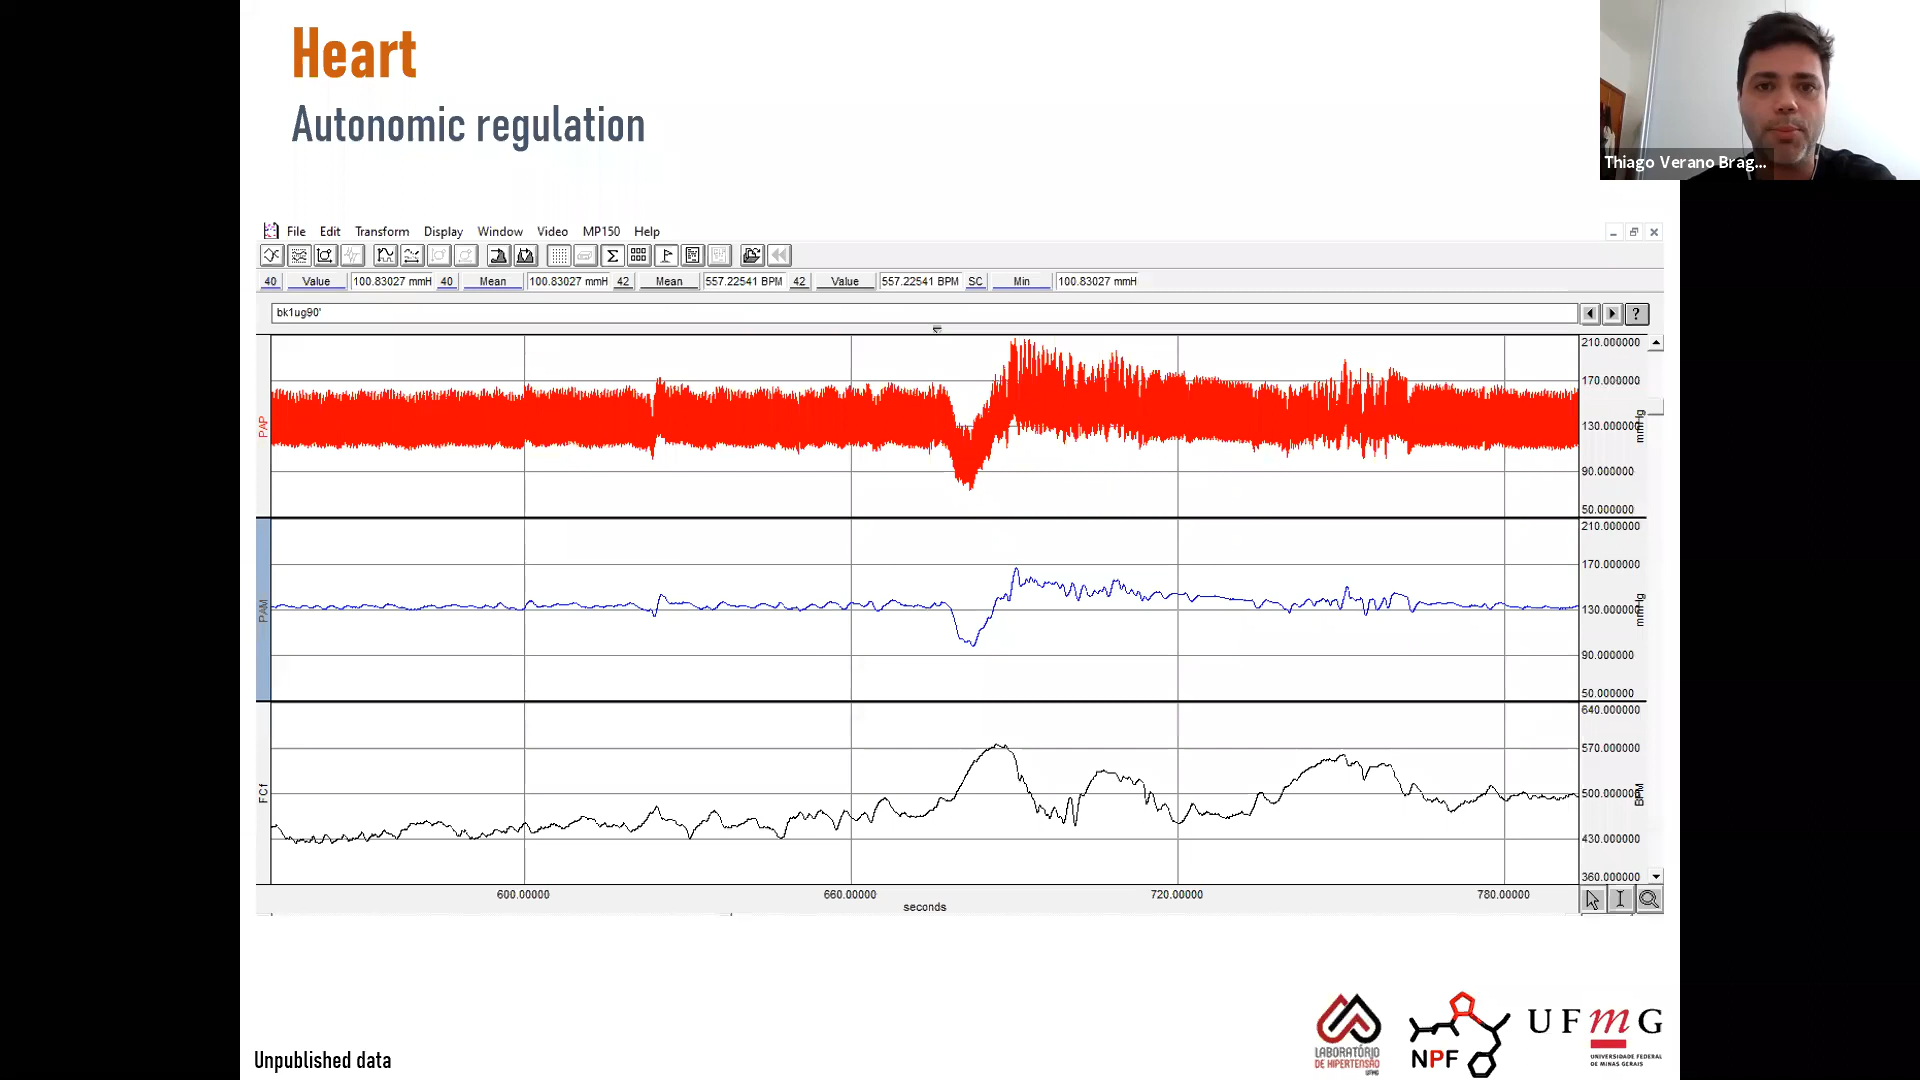 Heart
Autonomic regulation
Thiago Verano Brag...
File Edit Transform Display Window Video MP150 Help
40 Value 100.83027 mmH 40 Mean 100.83027 mmH 42 Mean 557.22541 BPM 42 Value 557.22541 BPM SC Min 100.83027 mmH
bk1ug90'
?
PAP
210.000000
170.000000
130.000000
90.000000
50.000000
mmHg
PAM
210.000000
170.000000
130.000000
90.000000
50.000000
mmHg
FCf
640.000000
570.000000
500.000000
430.000000
360.000000
BPM
600.00000 660.00000 720.00000 780.00000
seconds
Unpublished data
LABORATÓRIO
DE HIPERTENSÃO
UFMG
NPF
UFmG
UNIVERSIDADE FEDERAL
DE MINAS GERAIS